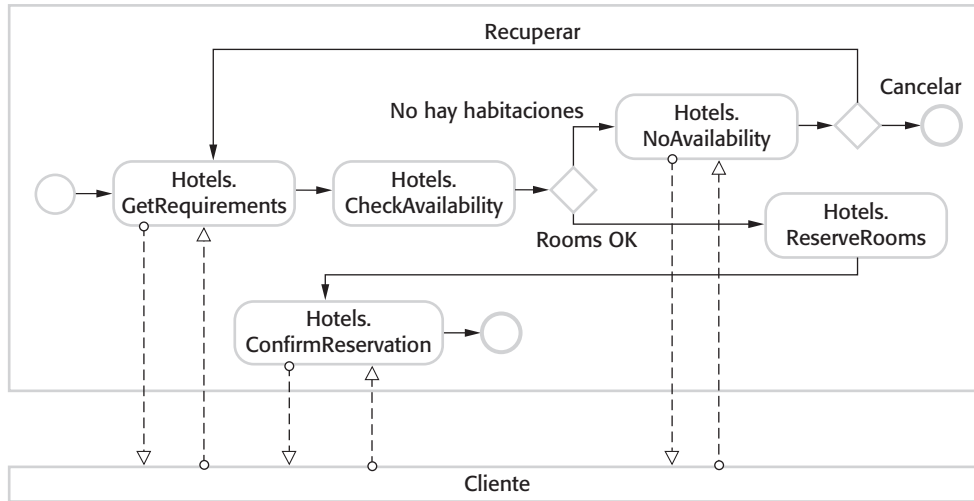 Recuperar
Cancelar
No hay habitaciones
Hotels.
NoAvailability
Hotels.
GetRequirements
Hotels.
CheckAvailability
Hotels.
ReserveRooms
Rooms OK
Hotels.
ConfirmReservation
Cliente